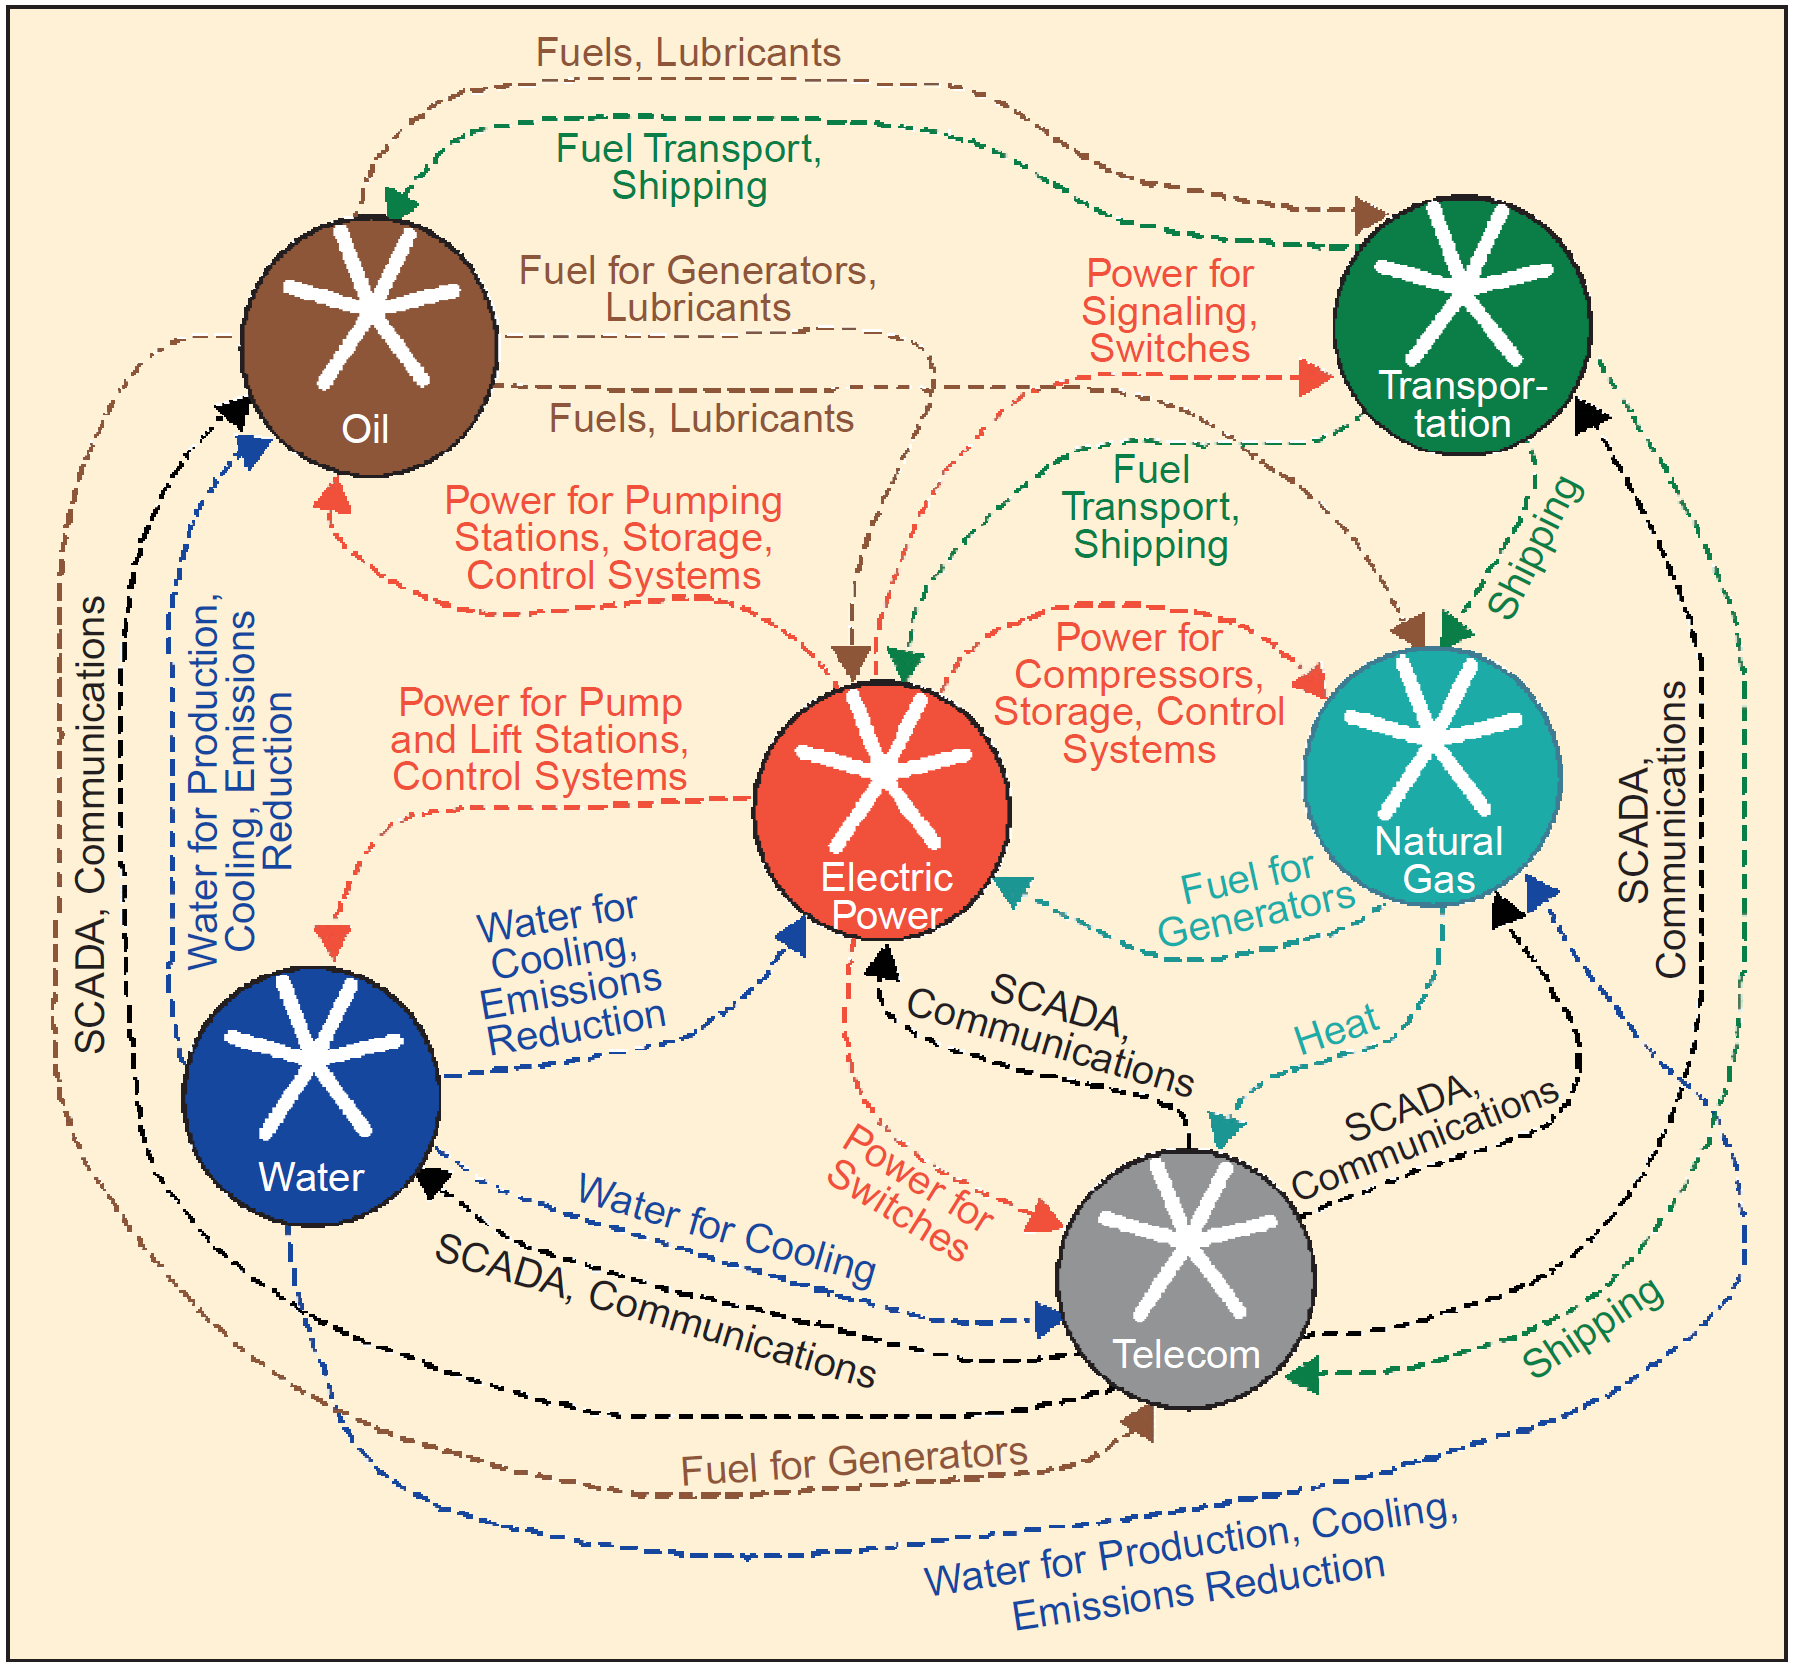 Fuels, Lubricants
Fuel Transport,
Shipping
Fuel for Generators,
Lubricants
Power for
Signaling,
Switches
Transpor-
tation
Oil
Fuels, Lubricants
Fuel
Transport,
Shipping
Shipping
Power for Pumping
Stations, Storage,
Control Systems
SCADA, Communications
Water for Production,
Cooling, Emissions
Reduction
Power for Pump
and Lift Stations,
Control Systems
Power for
Compressors,
Storage, Control
Systems
SCADA,
Communications
Electric
Power
Natural
Gas
Fuel for
Generators
Water for
Cooling,
Emissions
Reduction
SCADA,
Communications
Heat
SCADA,
Communications
Power for
Switches
Water
Water for Cooling
SCADA, Communications
Telecom
Shipping
Fuel for Generators
Water for Production, Cooling,
Emissions Reduction